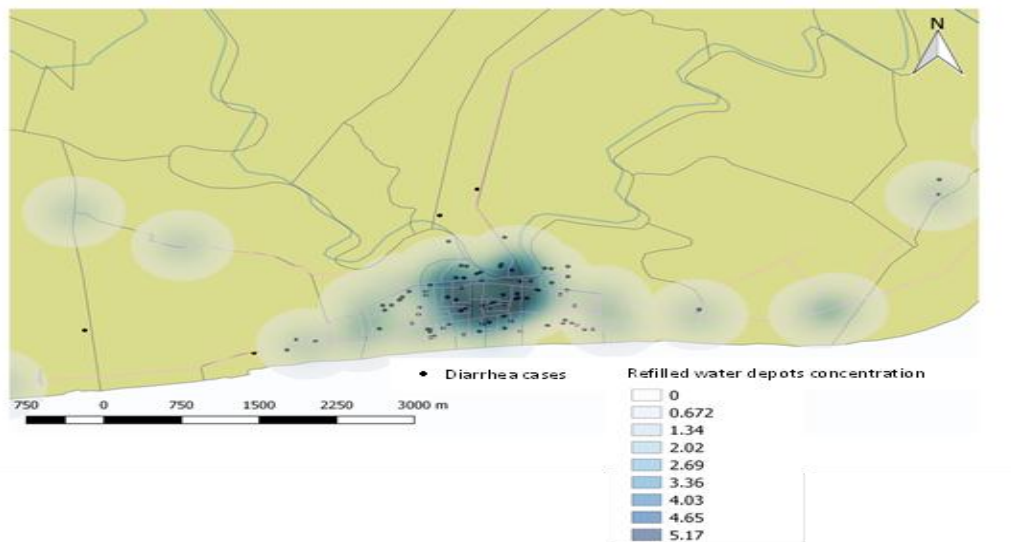 N
Diarrhea cases
Refilled water depots concentration
0
0.672
1.34
2.02
2.69
3.36
4.03
4.65
5.17
750 0 750 1500 2250 3000 m